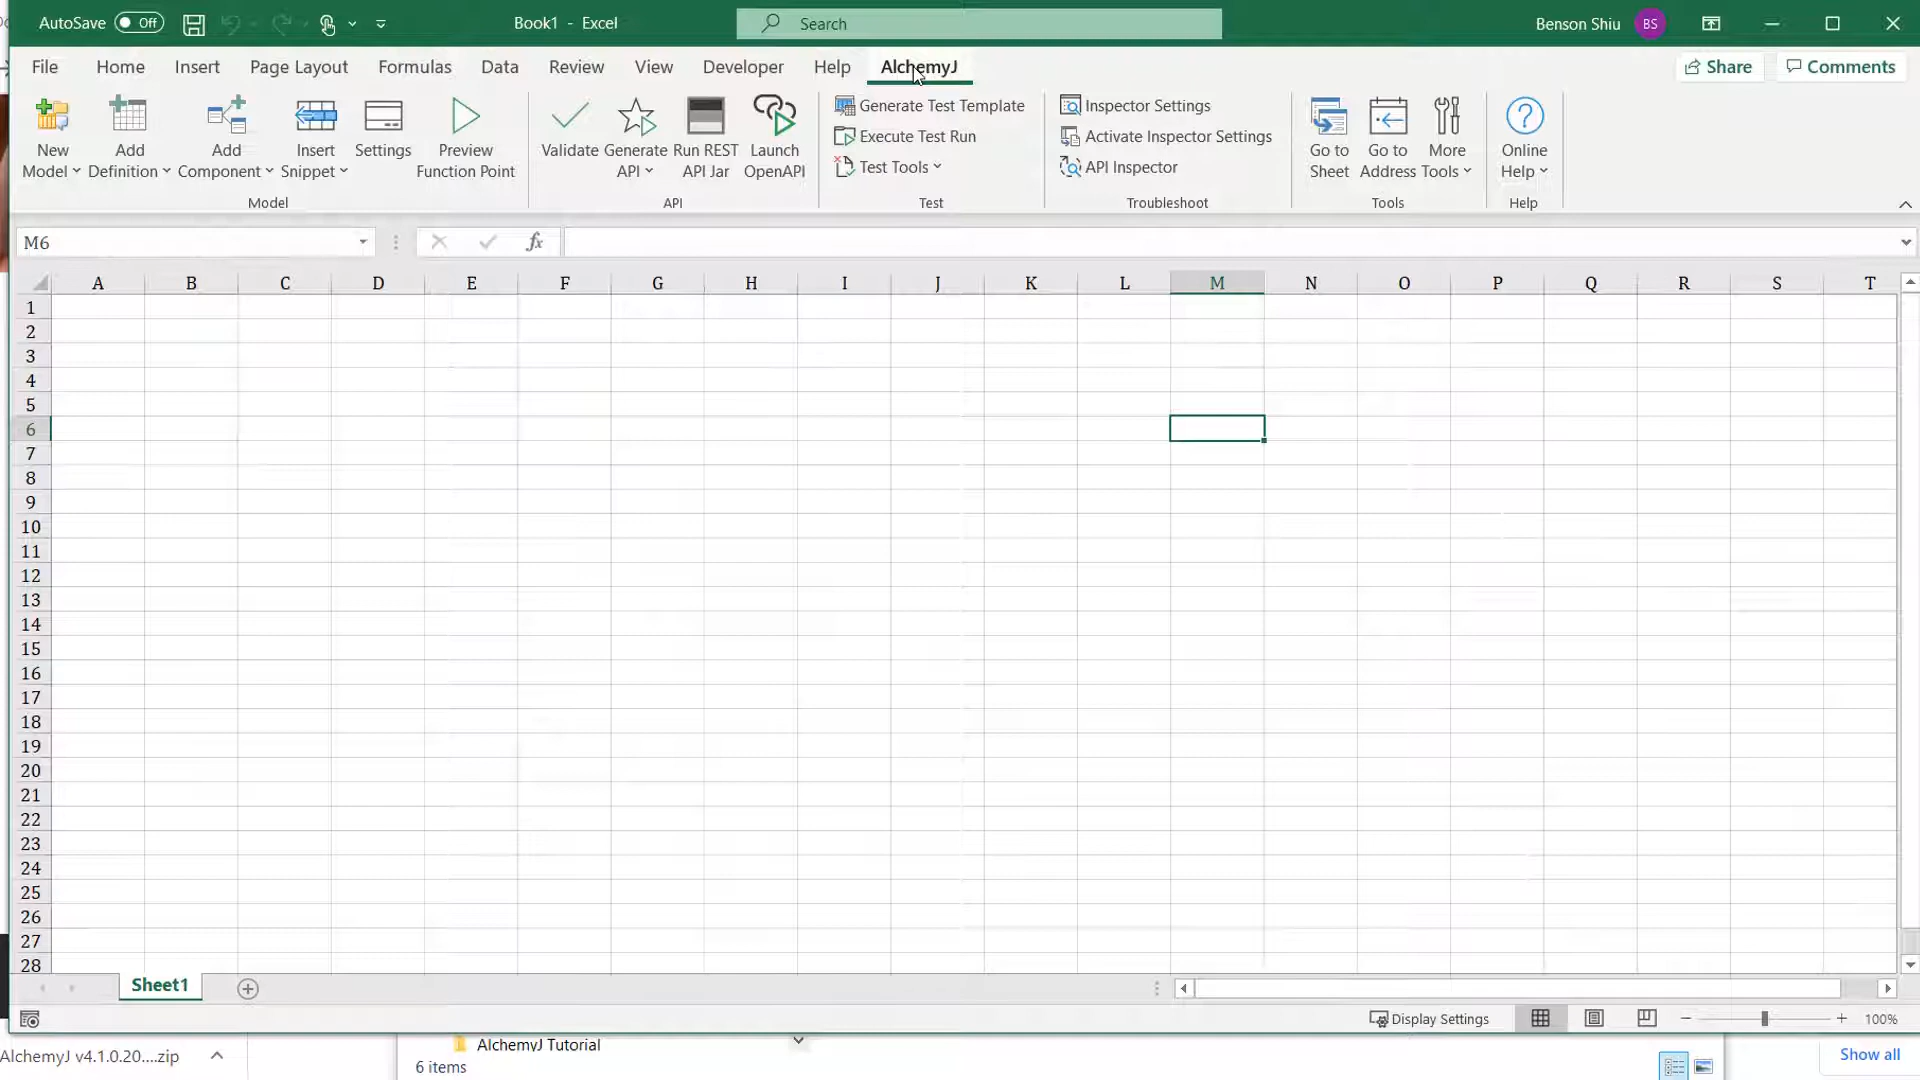 AutoSave Off Book1 - Excel Search Benson Shiu BS
File Home Insert Page Layout Formulas Data Review View Developer Help AlchemyJ Share Comments
New Model Add Definition Add Component Insert Snippet Settings Preview Function Point
Model
Validate Generate API Run REST API Jar Launch OpenAPI
API
Generate Test Template
Execute Test Run
Test Tools
Test
Inspector Settings
Activate Inspector Settings
API Inspector
Troubleshoot
Go to Sheet Go to Address More Tools
Tools
Online Help
Help
M6 fx
A B C D E F G H I J K L M N O P Q R S T
1
2
3
4
5
6
7
8
9
10
11
12
13
14
15
16
17
18
19
20
21
22
23
24
25
26
27
28
Sheet1
Display Settings 100%
AlchemyJ v4.1.0.20....zip
AlchemyJ Tutorial
6 items
Show all